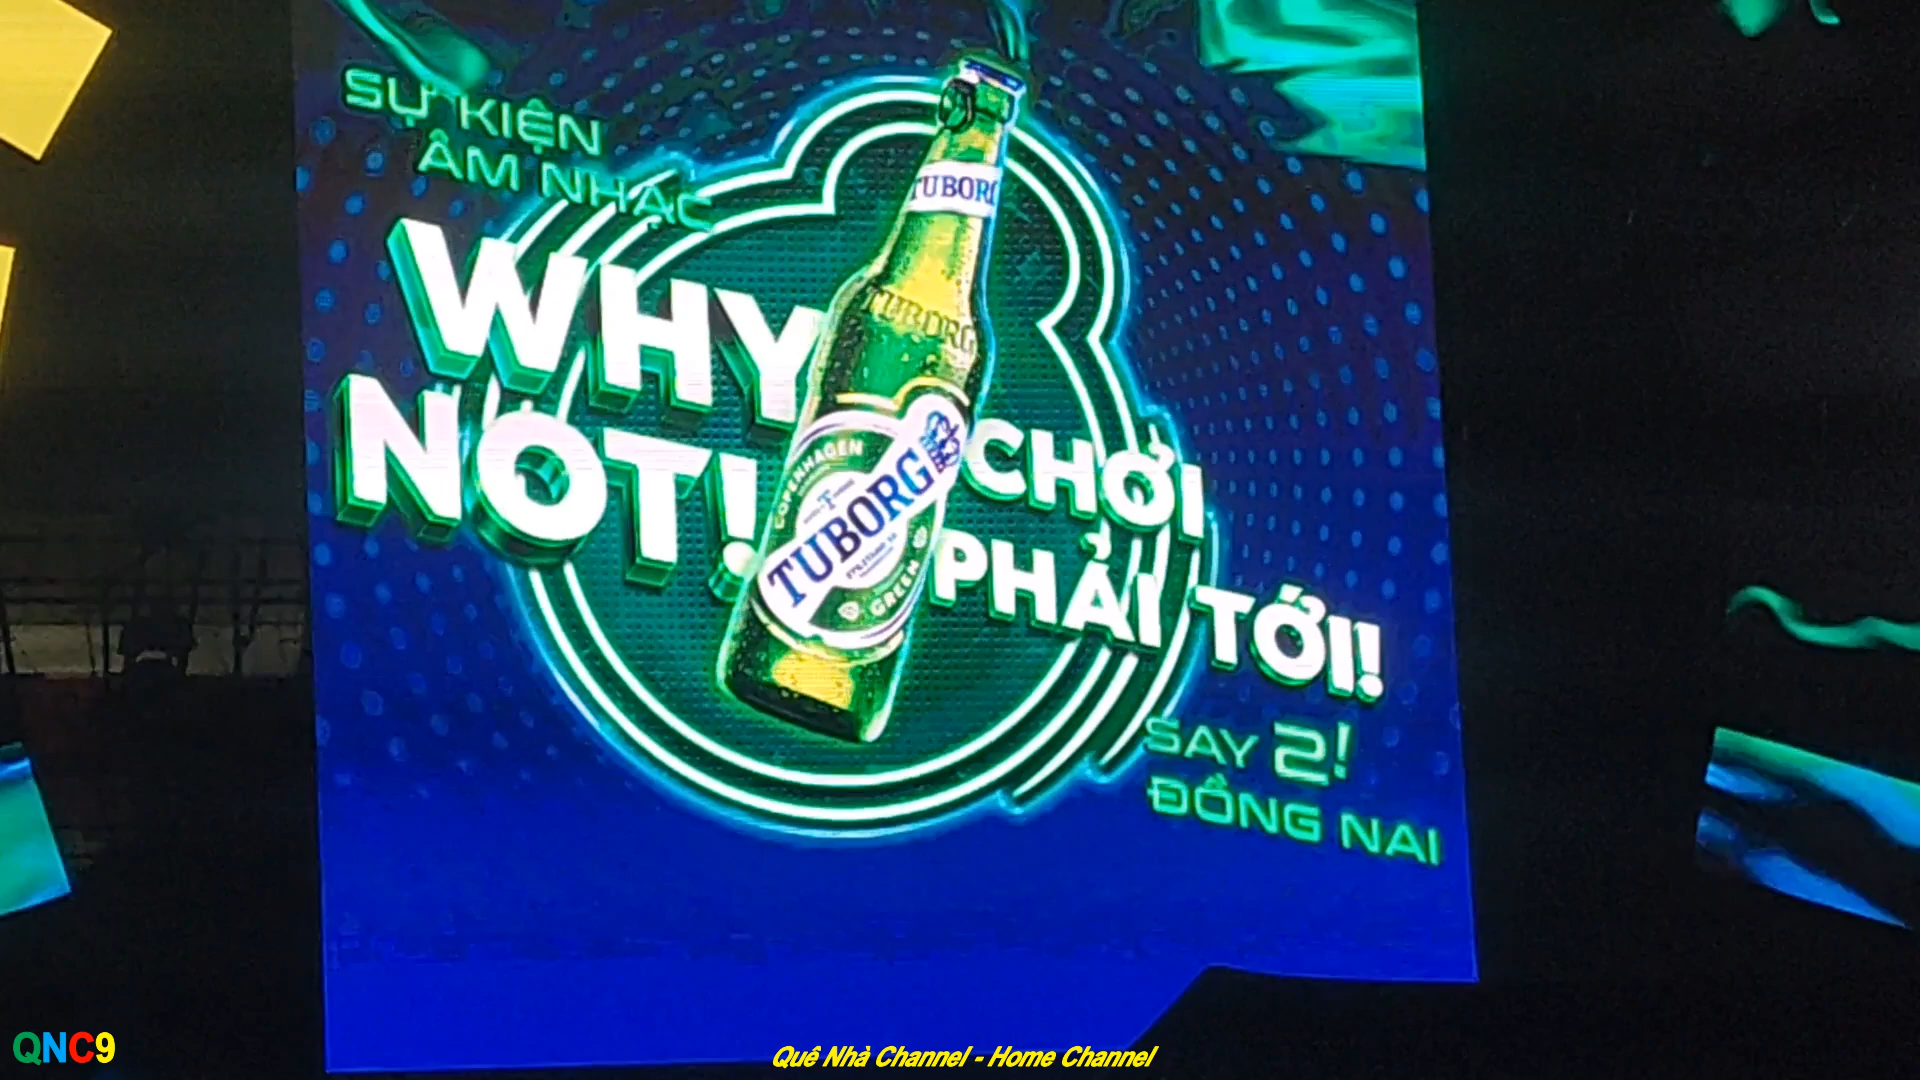 SỰ KIỆN
ÂM NHẠC
WHY
NOT!
TUBORG
TUBORG
COPENHAGEN
TUBORG
GREEN
CHƠI
PHẢI TỚI!
SAY 2!
ĐỒNG NAI
QNC9
Quê Nhà Channel - Home Channel